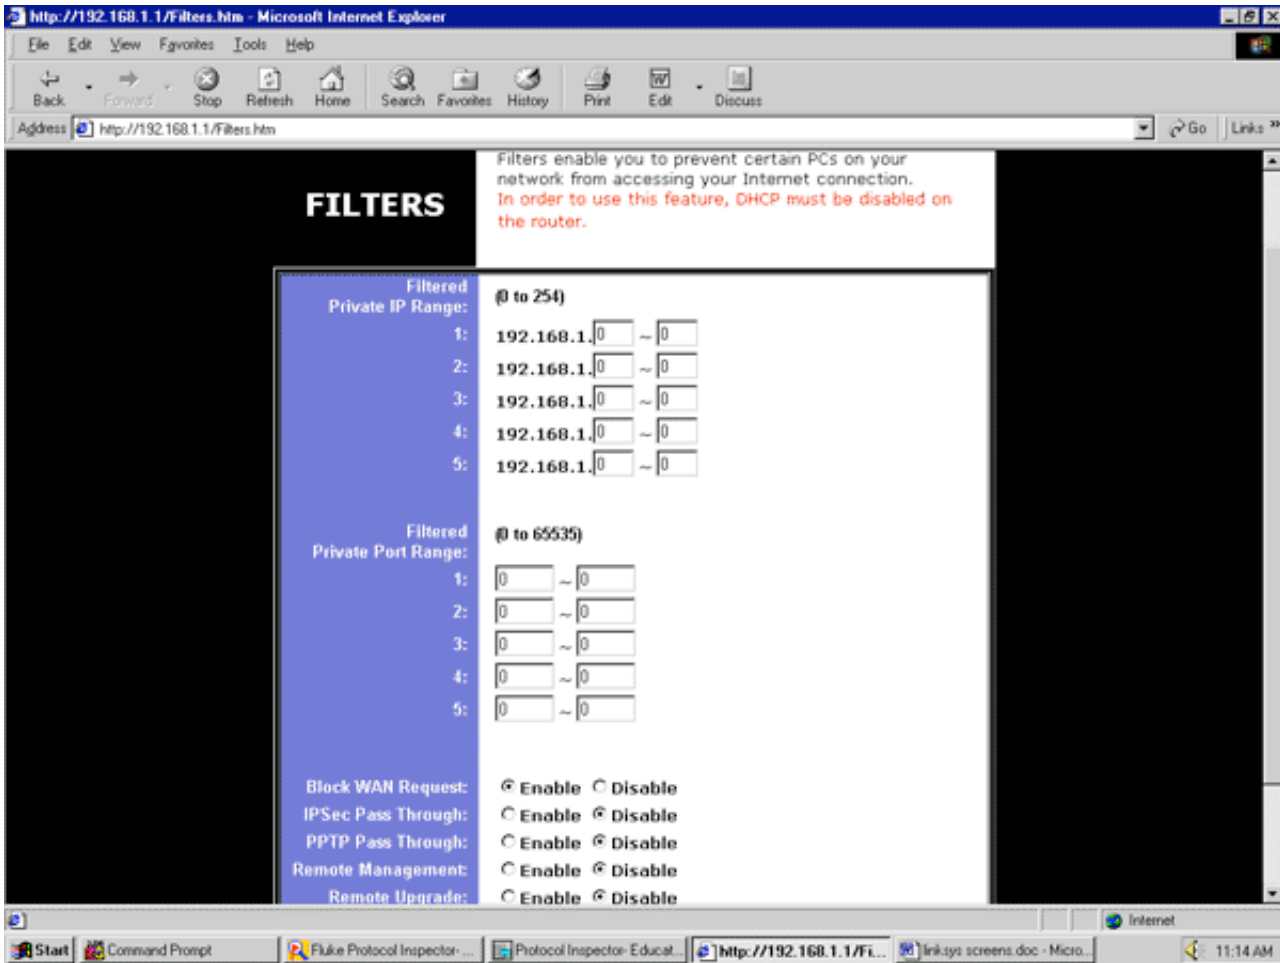 http://192.168.1.1/Filters.htm - Microsoft Internet Explorer
File Edit View Favorites Tools Help
Back Forward Stop Refresh Home Search Favorites History Print Edit Discuss
Address http://192.168.1.1/Filters.htm Go Links »
Filters enable you to prevent certain PCs on your
network from accessing your Internet connection.
FILTERS
In order to use this feature, DHCP must be disabled on
the router.
Filtered
Private IP Range: (0 to 254)
1: 192.168.1.0 ~ 0
2: 192.168.1.0 ~ 0
3: 192.168.1.0 ~ 0
4: 192.168.1.0 ~ 0
5: 192.168.1.0 ~ 0
Filtered
Private Port Range: (0 to 65535)
1: 0 ~ 0
2: 0 ~ 0
3: 0 ~ 0
4: 0 ~ 0
5: 0 ~ 0
Block WAN Request: Enable Disable
IPSec Pass Through: Enable Disable
PPTP Pass Through: Enable Disable
Remote Management: Enable Disable
Remote Upgrade: Enable Disable
Internet
Start Command Prompt Fluke Protocol Inspector- ... Protocol Inspector- Educat... http://192.168.1.1/Fi... linksys screens.doc - Micro... 11:14 AM